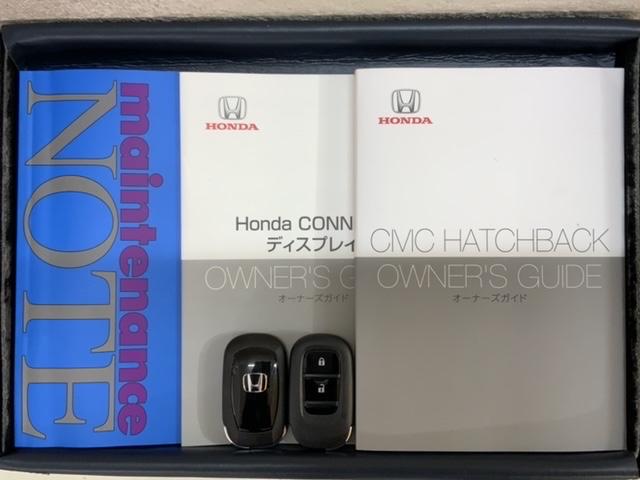 maintenance
NOTE
HONDA
Honda CONN
ディスプレイ
OWNER'S G
オーナーズガイド
HONDA
CIVIC HATCHBACK
OWNER'S GUIDE
オーナーズガイド